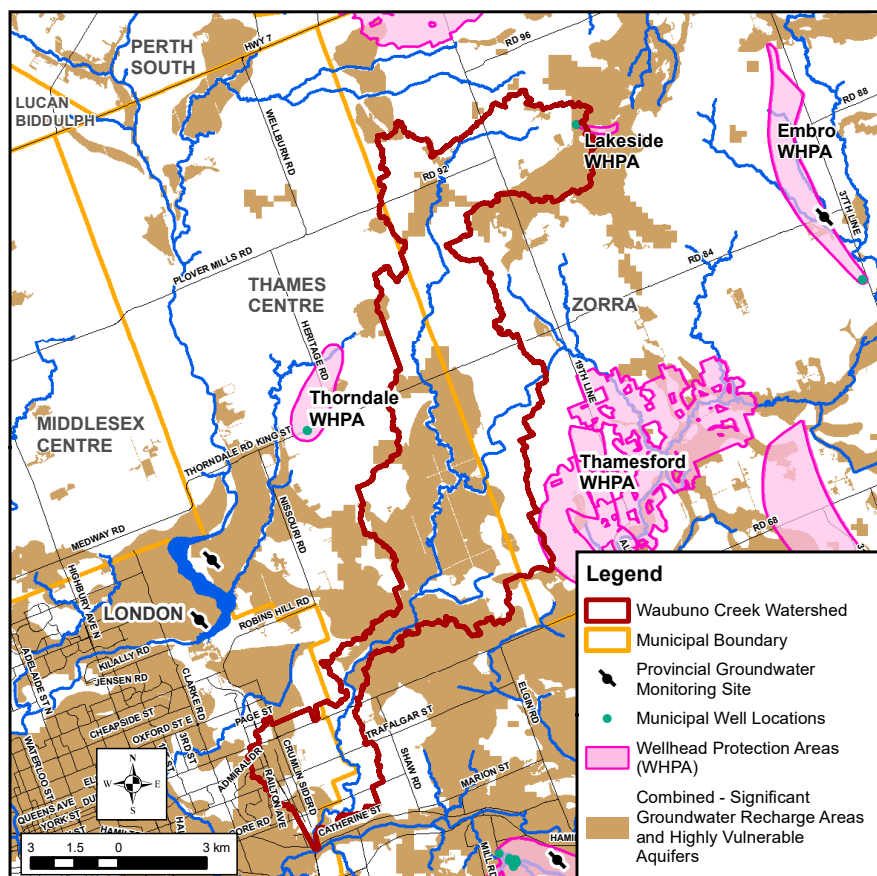 PERTH
SOUTH
HWY 7
RD 96
LUCAN
BIDDULPH
WELLBURN RD
RD 88
Embro
WHPA
Lakeside
WHPA
RD 92
37TH LINE
PLOVER MILLS RD
RD 84
THAMES
CENTRE
ZORRA
HERITAGE RD
19TH LINE
Thorndale
WHPA
MIDDLESEX
CENTRE
THORNDALE RD
KING ST
Thamesford
WHPA
NISSOURI RD
MEDWAY RD
RD 68
HIGHBURY AVE N
LONDON
ROBINS HILL RD
ADELAIDE ST N
KILALLY RD
JENSEN RD
CLARKE RD
CHEAPSIDE ST
OXFORD ST E
3RD ST
PAGE ST
ELGIN RD
TRAFALGAR ST
WATERLOO ST
ADMIRAL DR
CRUMLIN SIDERD
SHAW RD
MARION ST
RAILTON AVE
QUEENS AVE
YORK ST
GORE RD
CATHERINE ST
MILL RD
N
W E
S
3 1.5 0 3 km
Legend
Waubuno Creek Watershed
Municipal Boundary
Provincial Groundwater
Monitoring Site
Municipal Well Locations
Wellhead Protection Areas
(WHPA)
Combined - Significant
Groundwater Recharge Areas
and Highly Vulnerable
Aquifers